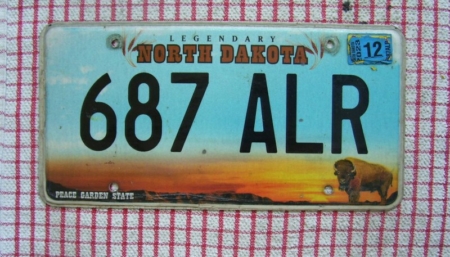 LEGENDARY
NORTH DAKOTA
12
687 ALR
PEACE GARDEN STATE